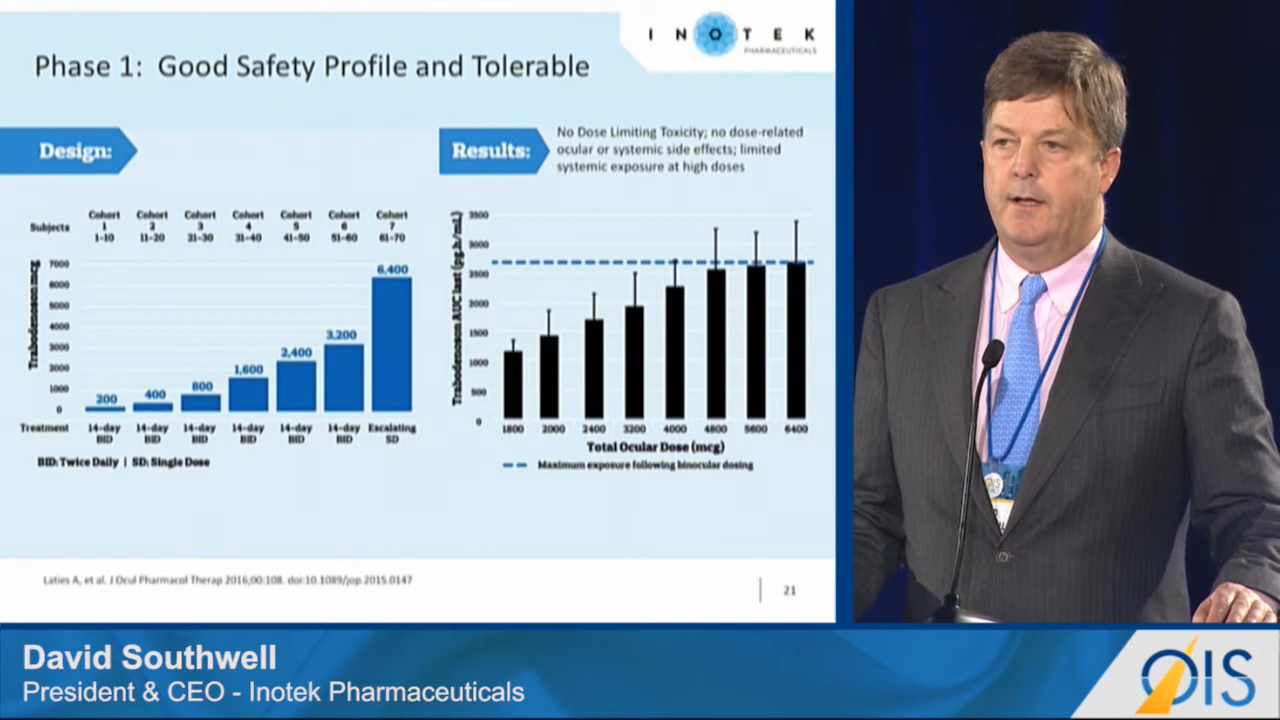 INOTEK
PHARMACEUTICALS
Phase 1: Good Safety Profile and Tolerable
Design:
Subjects
Cohort 1 1-10
Cohort 2 11-20
Cohort 3 21-30
Cohort 4 31-40
Cohort 5 41-50
Cohort 6 51-60
Cohort 7 61-70
Trabodenoson mcg
7000
6000
5000
4000
3000
2000
1000
0
200
400
800
1,600
2,400
3,200
6,400
Treatment
14-day BID
14-day BID
14-day BID
14-day BID
14-day BID
14-day BID
Escalating SD
BID: Twice Daily | SD: Single Dose
Results:
No Dose Limiting Toxicity; no dose-related
ocular or systemic side effects; limited
systemic exposure at high doses
Trabodenoson AUC last (pg.h/mL)
3500
3000
2500
2000
1500
1000
500
0
1800 2000 2400 3200 4000 4800 5600 6400
Total Ocular Dose (mcg)
Maximum exposure following binocular dosing
Laties A, et al. J Ocul Pharmacol Therap 2016;00:108. doi:10.1089/jop.2015.0147
21
OIS
David Southwell
President & CEO - Inotek Pharmaceuticals
OIS